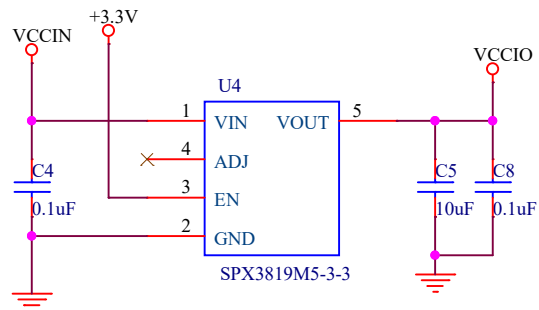 +3.3V
VCCIN
VCCIO
U4
1 VIN VOUT 5
4 ADJ
C4 C5 C8
3 EN
0.1uF 10uF 0.1uF
2 GND
SPX3819M5-3-3